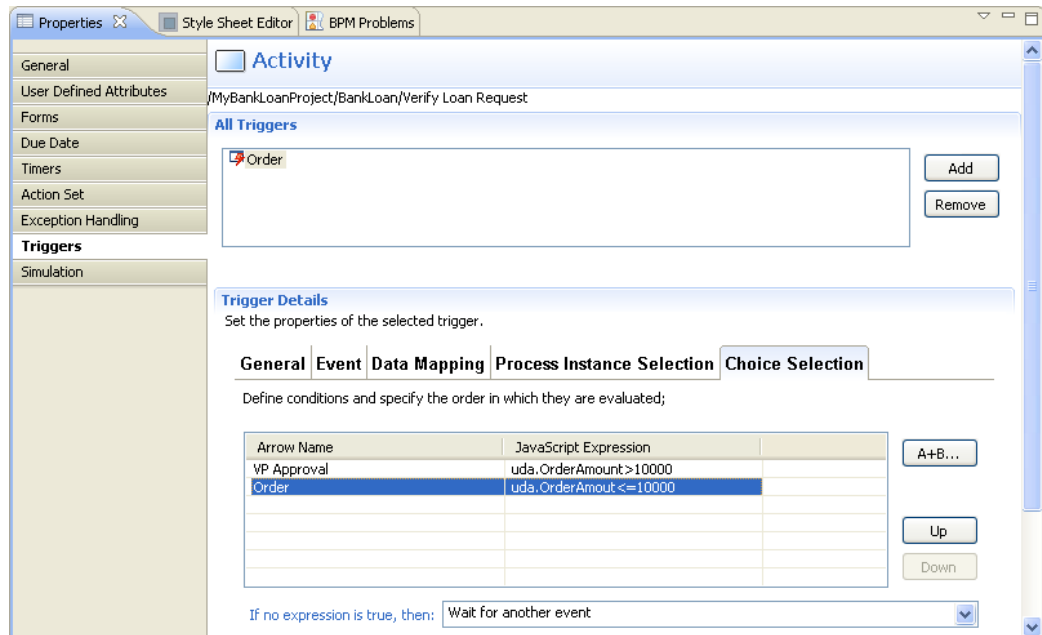 Properties
Style Sheet Editor
BPM Problems
General
User Defined Attributes
Forms
Due Date
Timers
Action Set
Exception Handling
Triggers
Simulation
Activity
/MyBankLoanProject/BankLoan/Verify Loan Request
All Triggers
Order
Add
Remove
Trigger Details
Set the properties of the selected trigger.
General Event Data Mapping Process Instance Selection Choice Selection
Define conditions and specify the order in which they are evaluated;
Arrow Name JavaScript Expression
VP Approval uda.OrderAmount>10000
Order uda.OrderAmout<=10000
A+B...
Up
Down
If no expression is true, then: Wait for another event